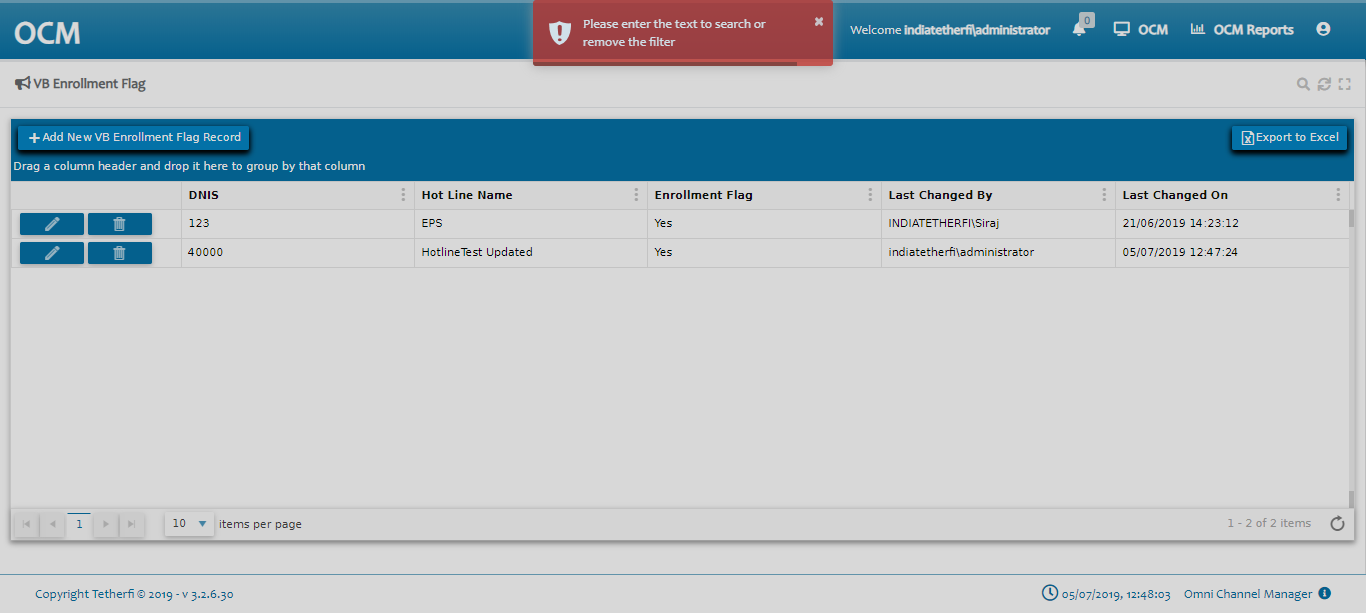 OCM
Please enter the text to search or
remove the filter
Welcome indiatetherfi\administrator
0
OCM
OCM Reports
VB Enrollment Flag
Add New VB Enrollment Flag Record
Export to Excel
Drag a column header and drop it here to group by that column
DNIS Hot Line Name Enrollment Flag Last Changed By Last Changed On
123 EPS Yes INDIATETHERFI\Siraj 21/06/2019 14:23:12
40000 HotlineTest Updated Yes indiatetherfi\administrator 05/07/2019 12:47:24
1 10 items per page 1 - 2 of 2 items
Copyright Tetherfi © 2019 - v 3.2.6.30 05/07/2019, 12:48:03 Omni Channel Manager